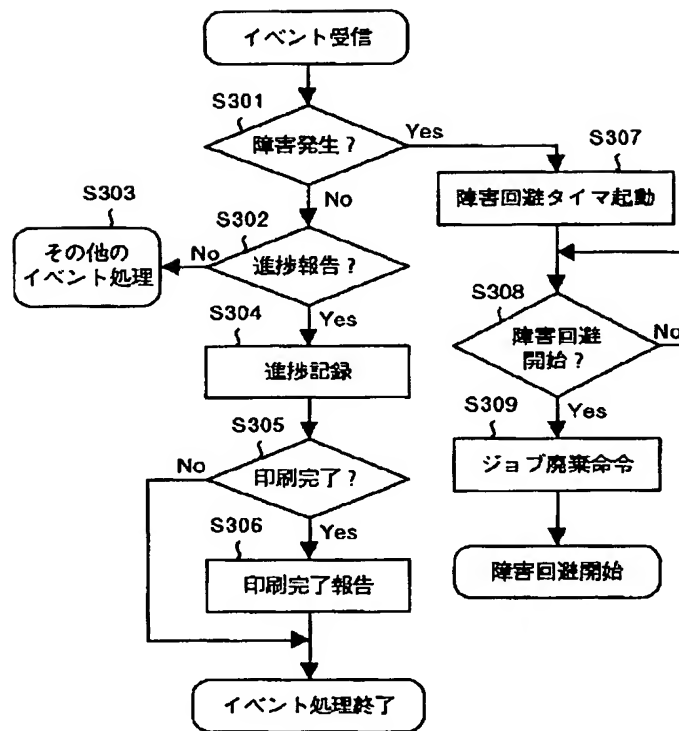 イベント受信
S301
障害発生？
Yes
No
S307
障害回避タイマ起動
S303
その他の
イベント処理
No
S302
進捗報告？
Yes
S308
障害回避
開始？
No
Yes
S304
進捗記録
S309
ジョブ廃棄命令
S305
No
印刷完了？
Yes
S306
印刷完了報告
障害回避開始
イベント処理終了